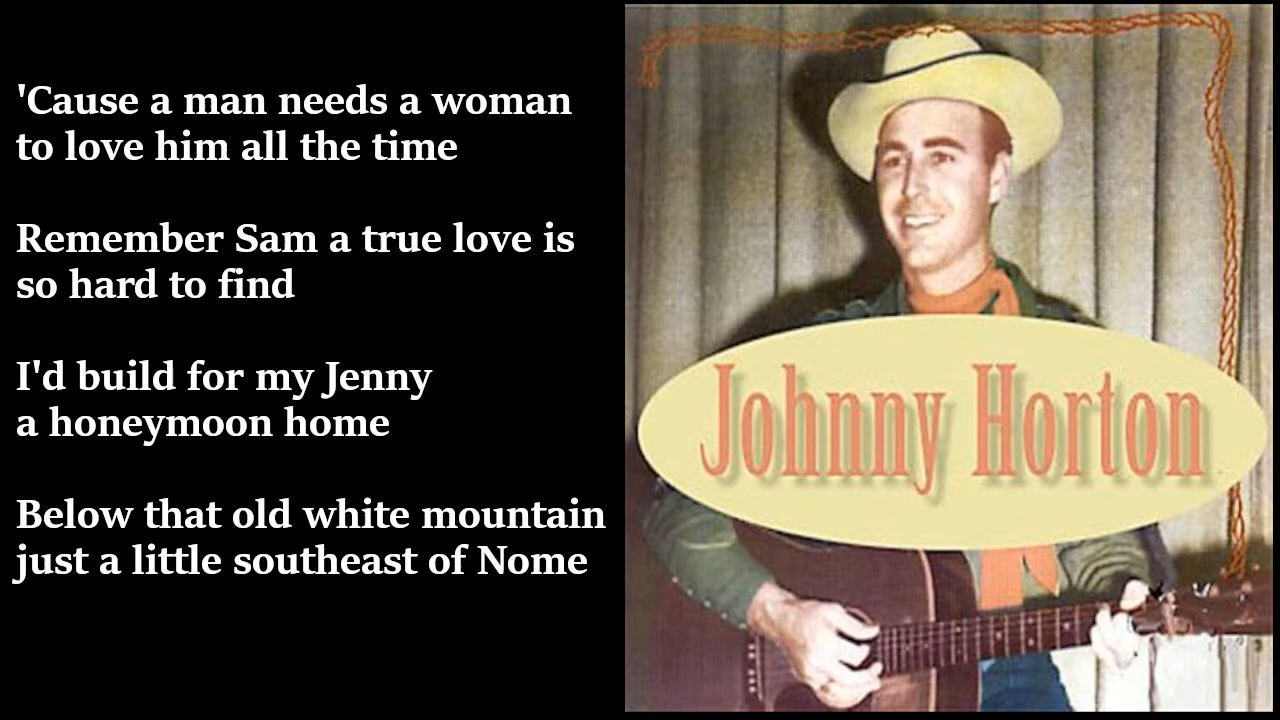 'Cause a man needs a woman
to love him all the time
Remember Sam a true love is
so hard to find
I'd build for my Jenny
a honeymoon home
Below that old white mountain
just a little southeast of Nome
Johnny Horton